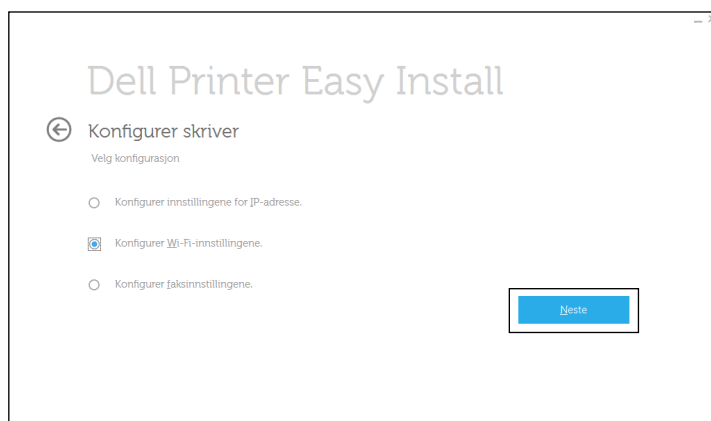 Dell Printer Easy Install
Konfigurer skriver
Velg konfigurasjon
Konfigurer innstillingene for IP-adresse.
Konfigurer Wi-Fi-innstillingene.
Konfigurer faksinnstillingene.
Neste